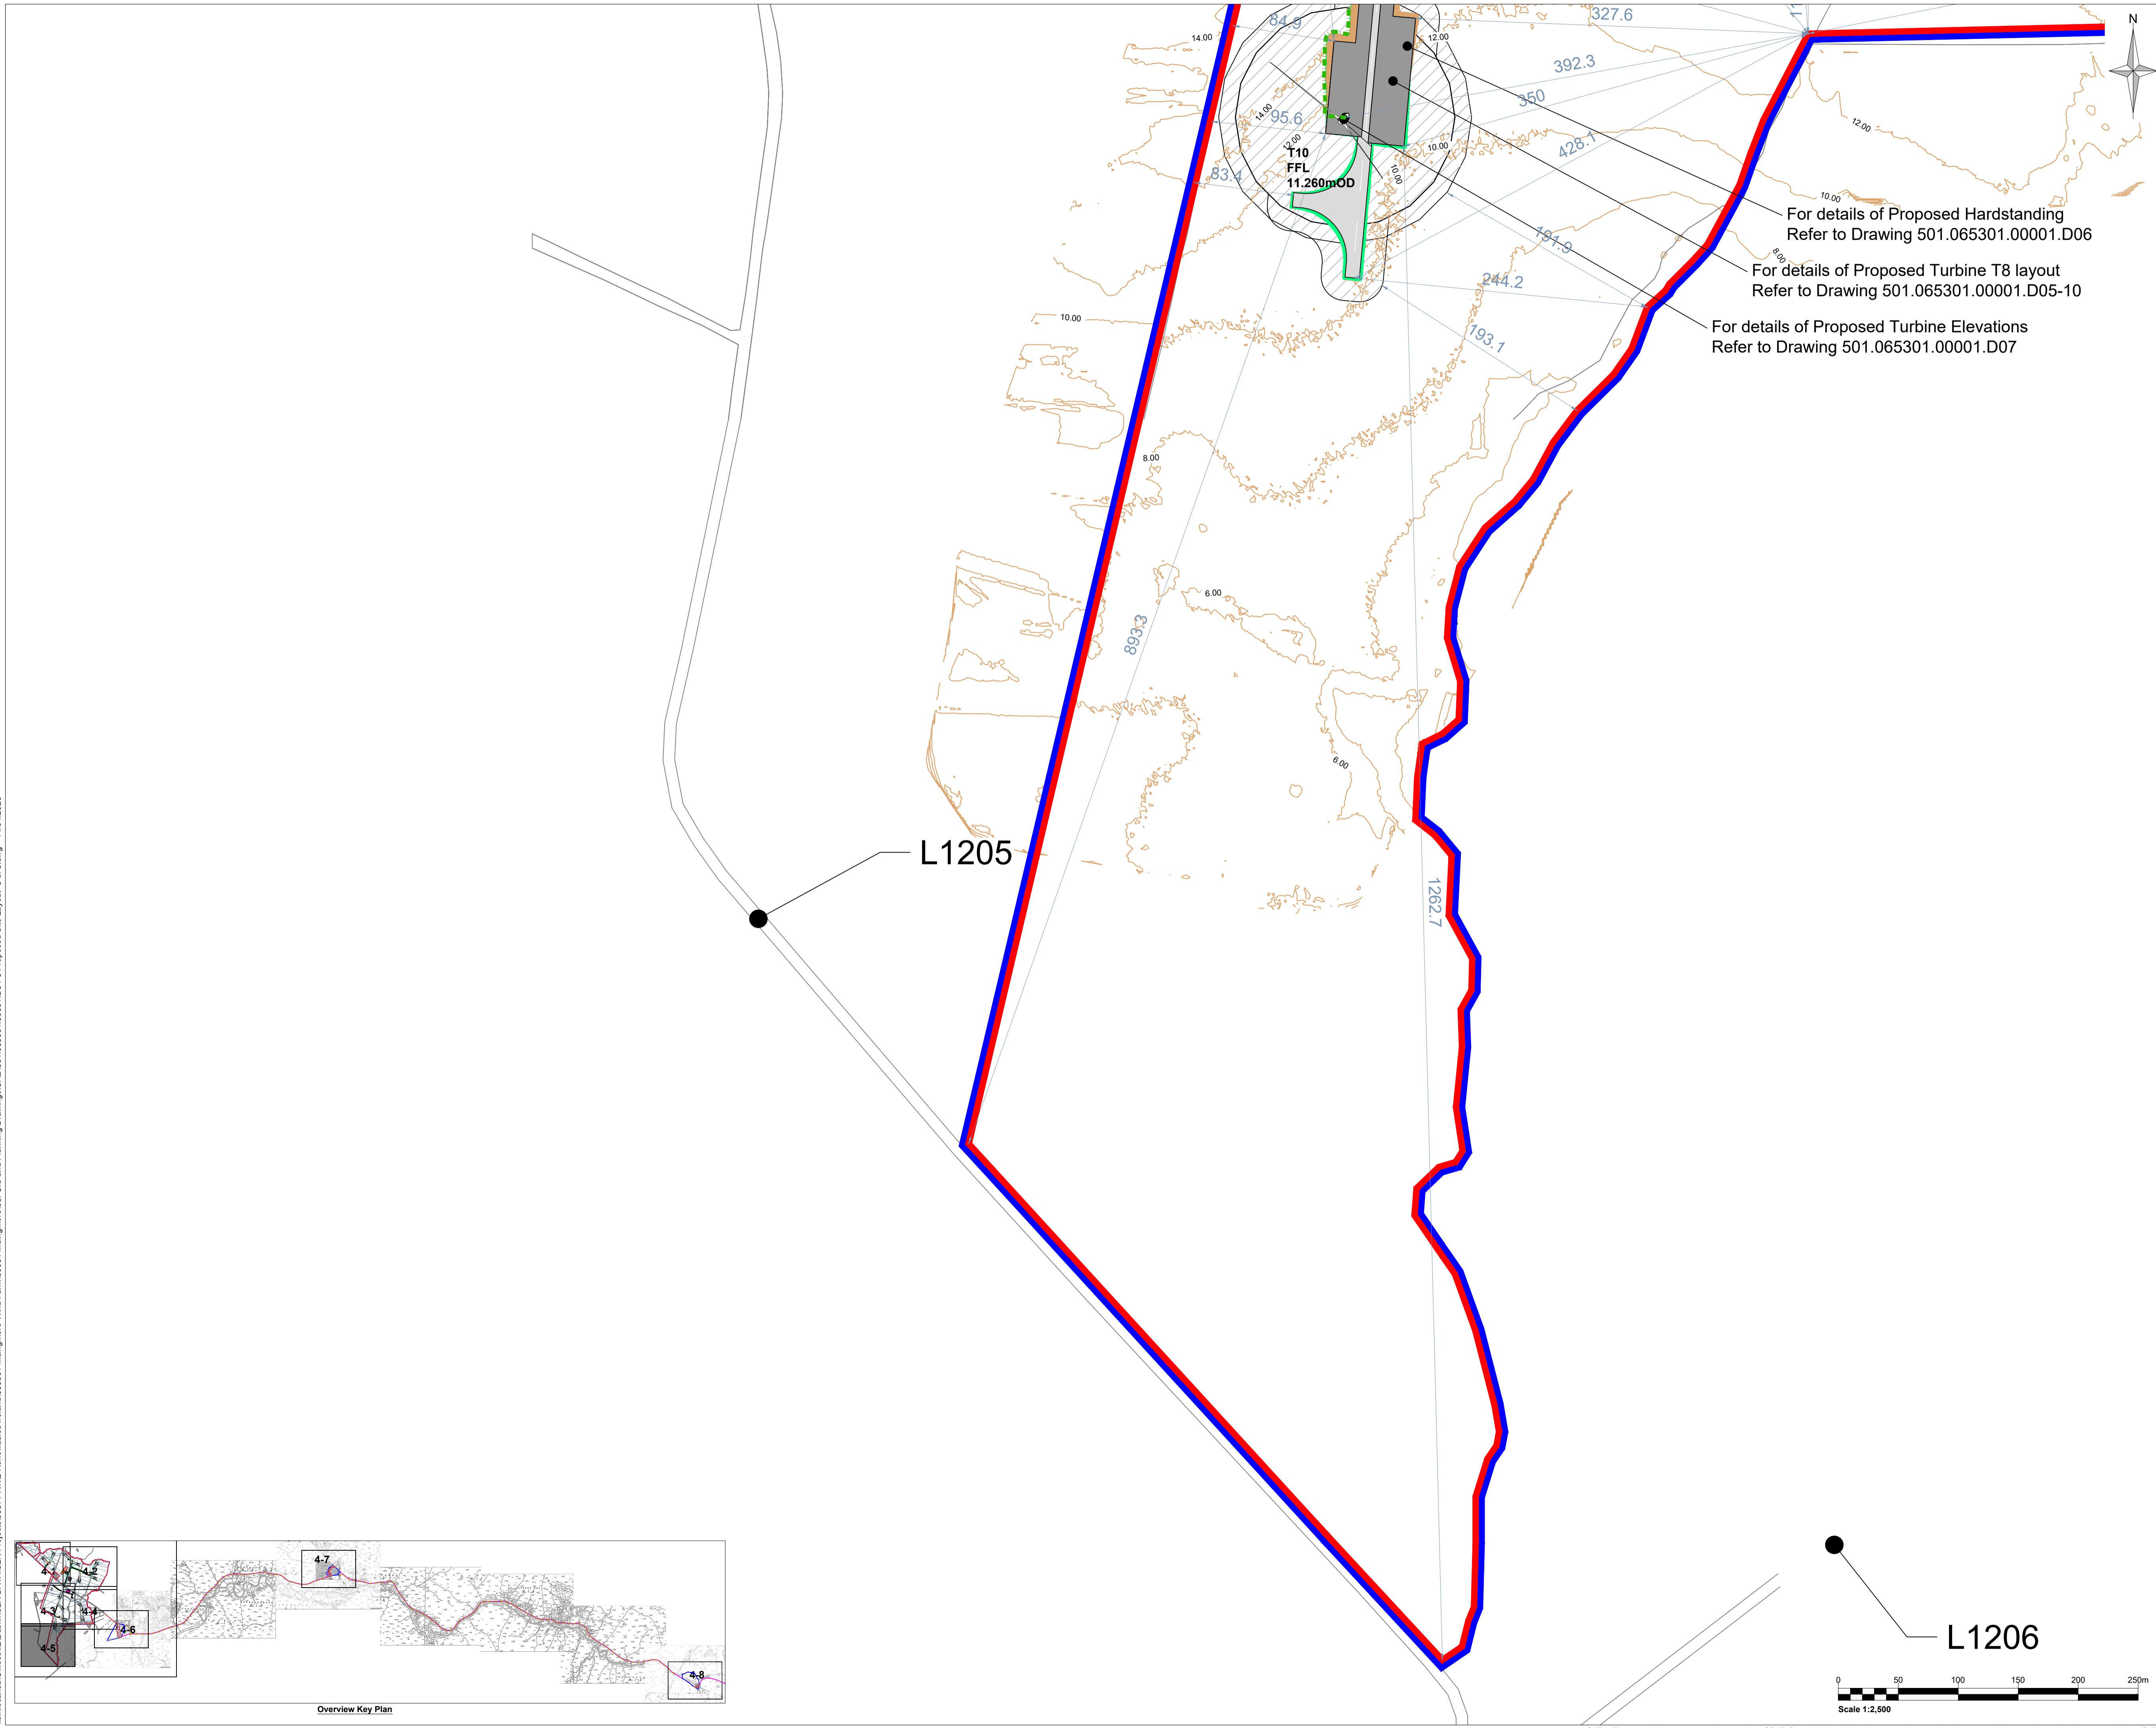 N
84.9
327.6
14.00
12.00
392.3
350
14.00
95.6
12.00
12.00
428.1
10.00
T10
FFL
11.260mOD
83.4
10.00
10.00
For details of Proposed Hardstanding
Refer to Drawing 501.065301.00001.D06
191.9
8.00
For details of Proposed Turbine T8 layout
Refer to Drawing 501.065301.00001.D05-10
244.2
10.00
For details of Proposed Turbine Elevations
Refer to Drawing 501.065301.00001.D07
193.1
8.00
6.00
893.3
6.00
L1205
1262.7
4-7
4-2
4-3
4-4
4-6
4-5
4-8
Overview Key Plan
L1206
0 50 100 150 200 250m
Scale 1:2,500